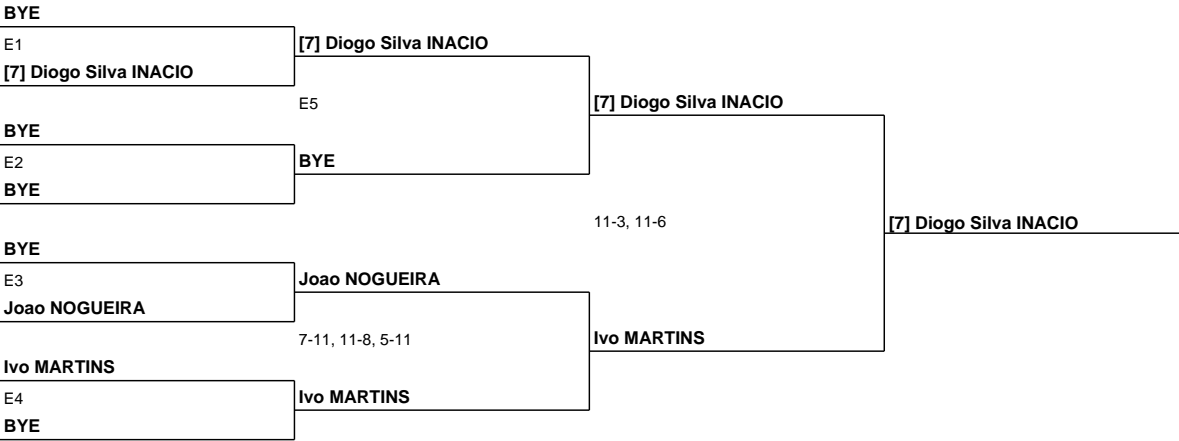 BYE
E1
[7] Diogo Silva INACIO
BYE
E2
BYE
BYE
E3
Joao NOGUEIRA
Ivo MARTINS
E4
BYE
[7] Diogo Silva INACIO
E5
BYE
Joao NOGUEIRA
7-11, 11-8, 5-11
Ivo MARTINS
[7] Diogo Silva INACIO
11-3, 11-6
Ivo MARTINS
[7] Diogo Silva INACIO